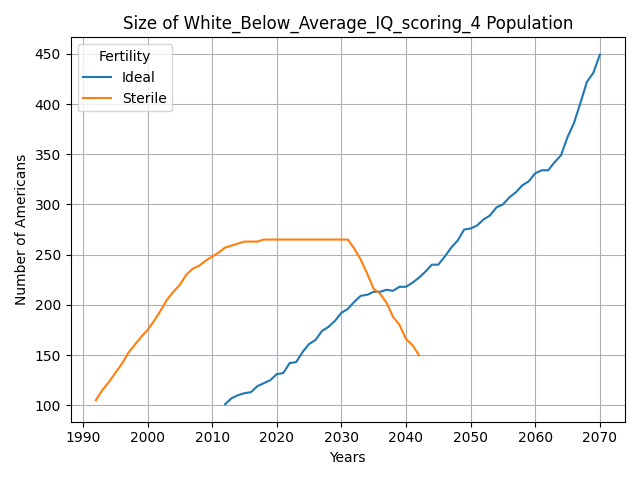 Size of White_Below_Average_IQ_scoring_4 Population
Fertility
Ideal
Sterile
Number of Americans
450
400
350
300
250
200
150
100
1990 2000 2010 2020 2030 2040 2050 2060 2070
Years